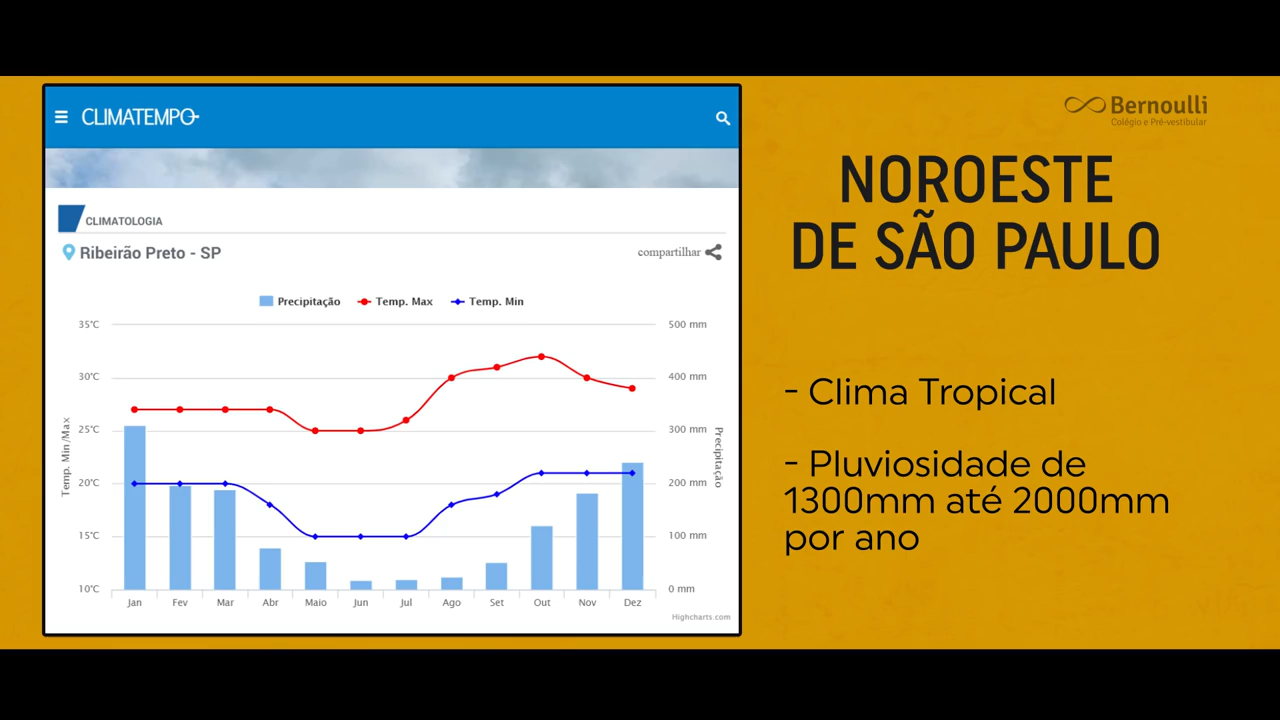 CLIMATEMPO
Bernoulli
Colégio e Pré-vestibular
NOROESTE
DE SÃO PAULO
CLIMATOLOGIA
Ribeirão Preto - SP
compartilhar
Precipitação Temp. Max Temp. Min
35°C
30°C
25°C
20°C
15°C
10°C
Temp. Min/Max
500 mm
400 mm
300 mm
200 mm
100 mm
0 mm
Precipitação
Jan Fev Mar Abr Maio Jun Jul Ago Set Out Nov Dez
Highcharts.com
- Clima Tropical
- Pluviosidade de
1300mm até 2000mm
por ano